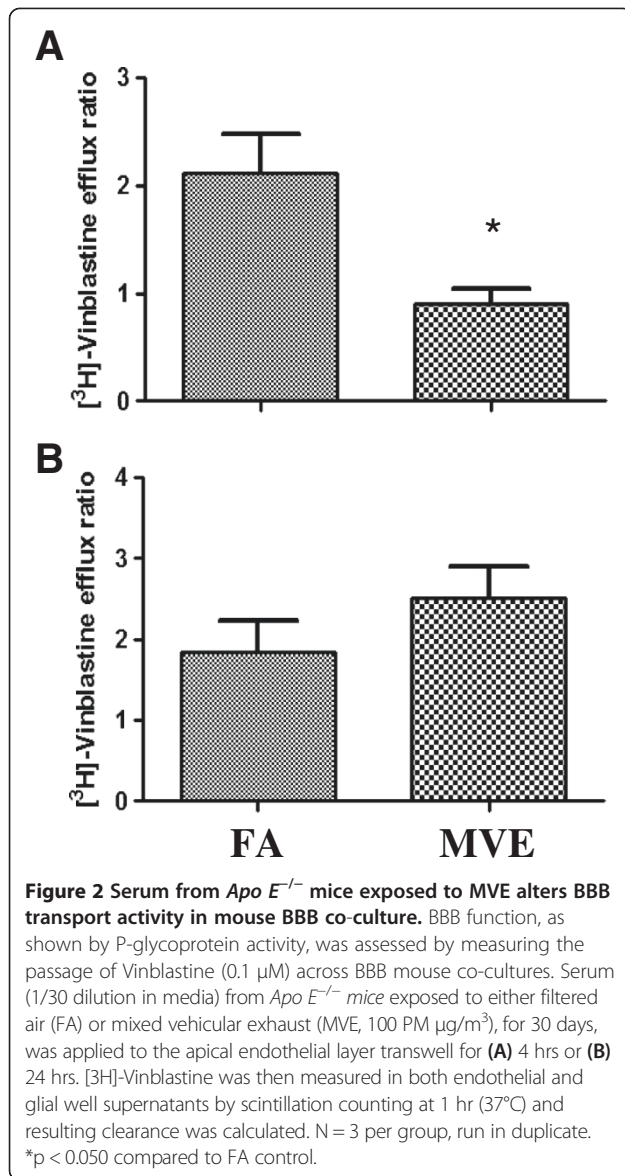 A
[³H]-Vinblastine efflux ratio
3
2
1
0
*
B
[³H]-Vinblastine efflux ratio
4
3
2
1
0
FA MVE
Figure 2 Serum from Apo E⁻/⁻ mice exposed to MVE alters BBB
transport activity in mouse BBB co-culture. BBB function, as
shown by P-glycoprotein activity, was assessed by measuring the
passage of Vinblastine (0.1 μM) across BBB mouse co-cultures. Serum
(1/30 dilution in media) from Apo E⁻/⁻ mice exposed to either filtered
air (FA) or mixed vehicular exhaust (MVE, 100 PM μg/m³), for 30 days,
was applied to the apical endothelial layer transwell for (A) 4 hrs or (B)
24 hrs. [3H]-Vinblastine was then measured in both endothelial and
glial well supernatants by scintillation counting at 1 hr (37°C) and
resulting clearance was calculated. N = 3 per group, run in duplicate.
*p < 0.050 compared to FA control.